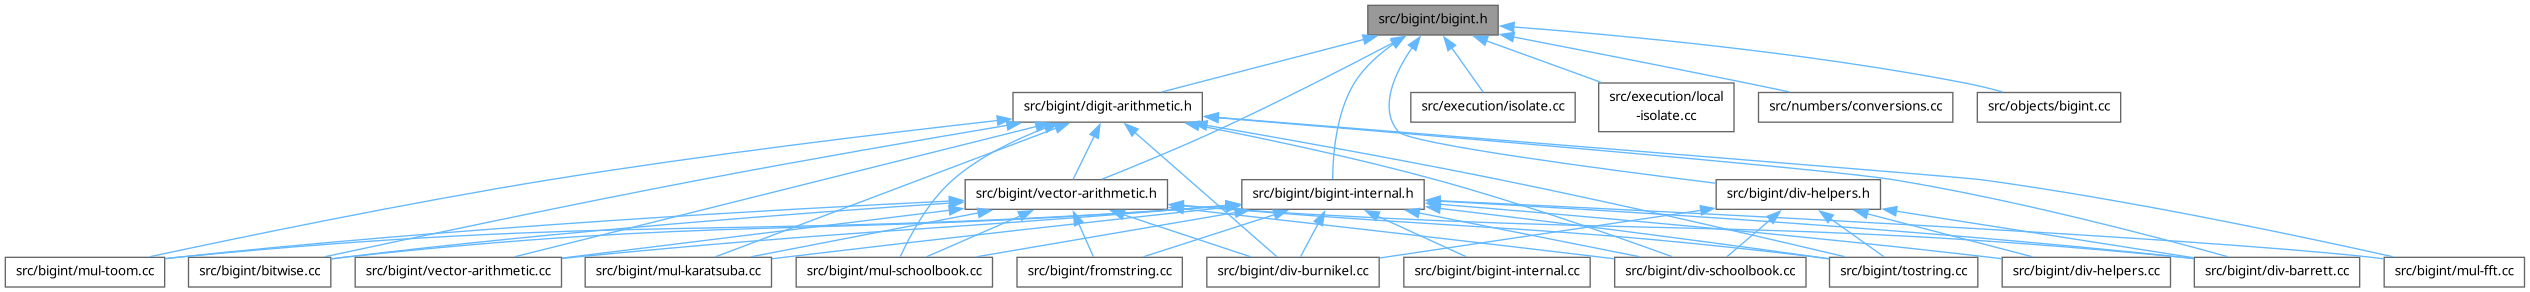 src/bigint/bigint.h
src/bigint/digit-arithmetic.h
src/execution/isolate.cc
src/execution/local
-isolate.cc
src/numbers/conversions.cc
src/objects/bigint.cc
src/bigint/vector-arithmetic.h
src/bigint/bigint-internal.h
src/bigint/div-helpers.h
src/bigint/mul-toom.cc
src/bigint/bitwise.cc
src/bigint/vector-arithmetic.cc
src/bigint/mul-karatsuba.cc
src/bigint/mul-schoolbook.cc
src/bigint/fromstring.cc
src/bigint/div-burnikel.cc
src/bigint/bigint-internal.cc
src/bigint/div-schoolbook.cc
src/bigint/tostring.cc
src/bigint/div-helpers.cc
src/bigint/div-barrett.cc
src/bigint/mul-fft.cc